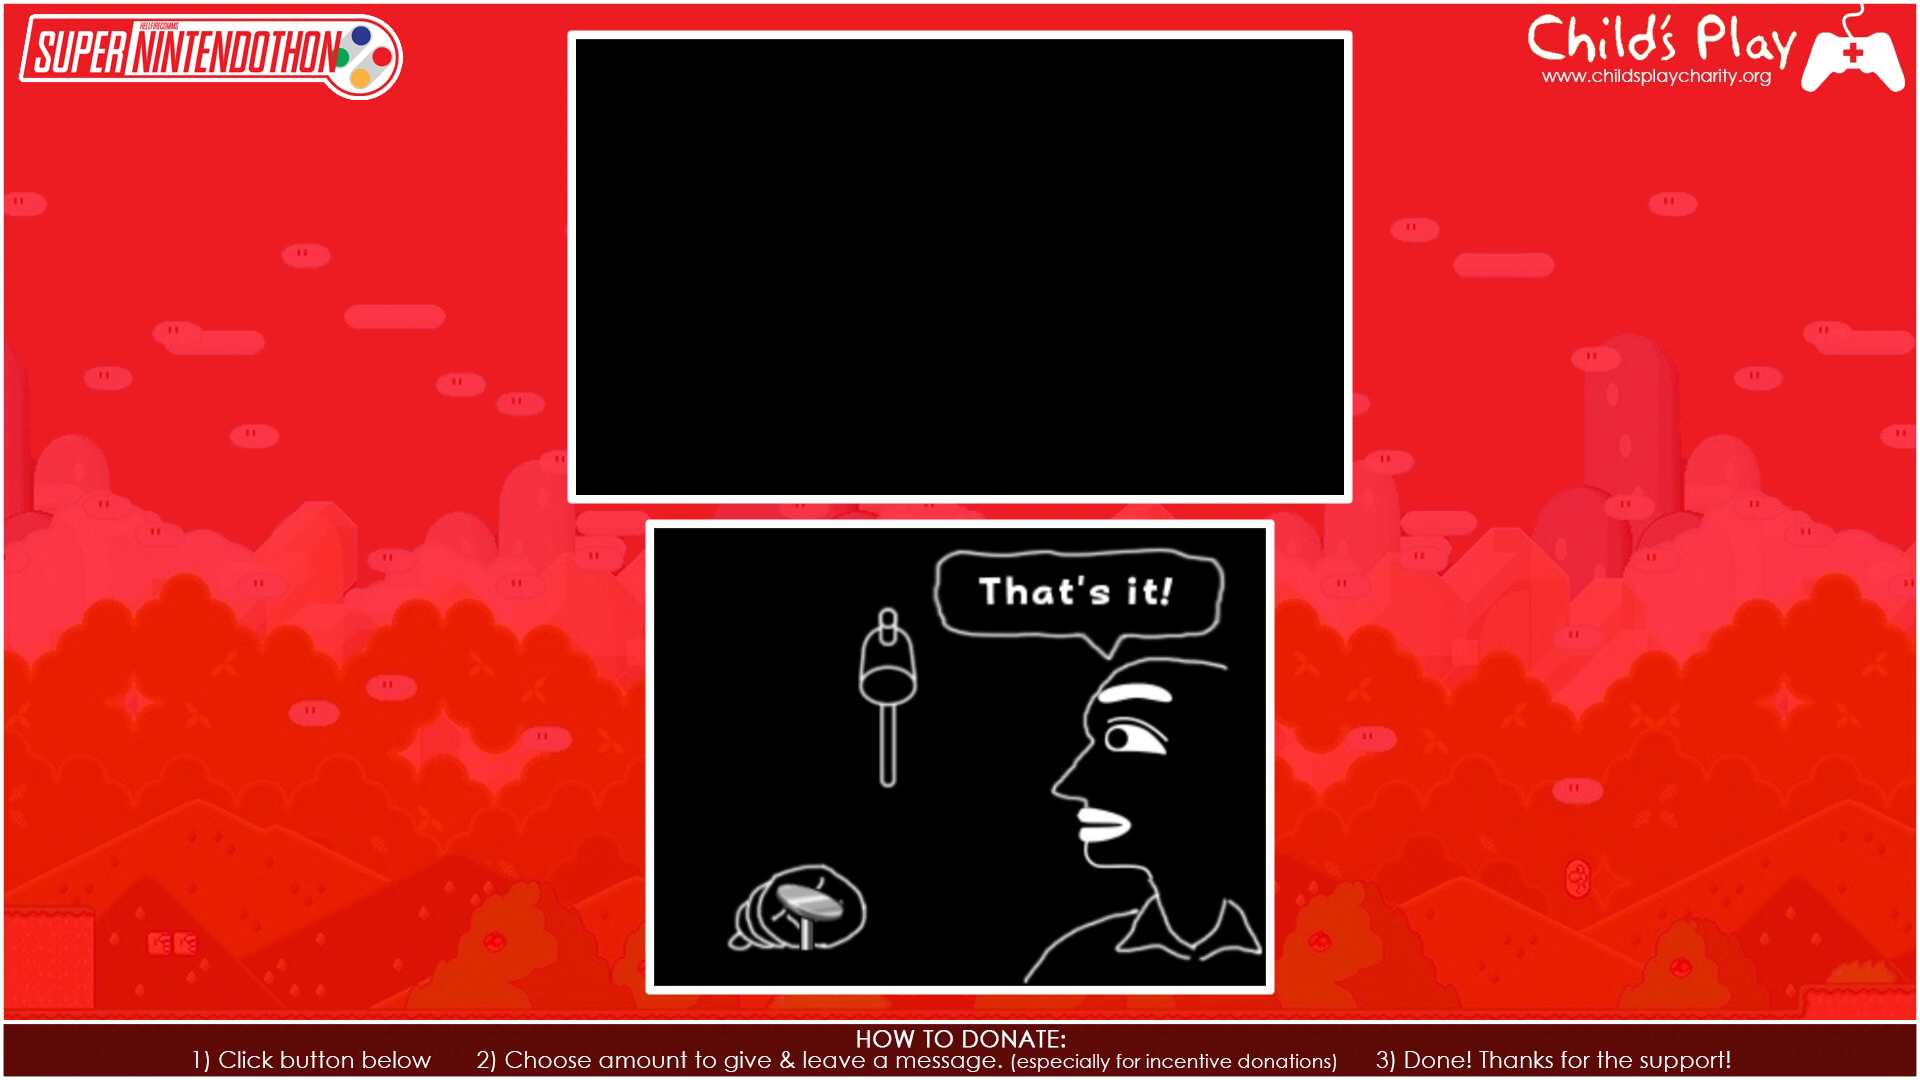 HELLFIRECOMMS
SUPER NINTENDOTHON
Child's Play
www.childsplaycharity.org
That's it!
HOW TO DONATE:
1) Click button below 2) Choose amount to give & leave a message. (especially for incentive donations) 3) Done! Thanks for the support!